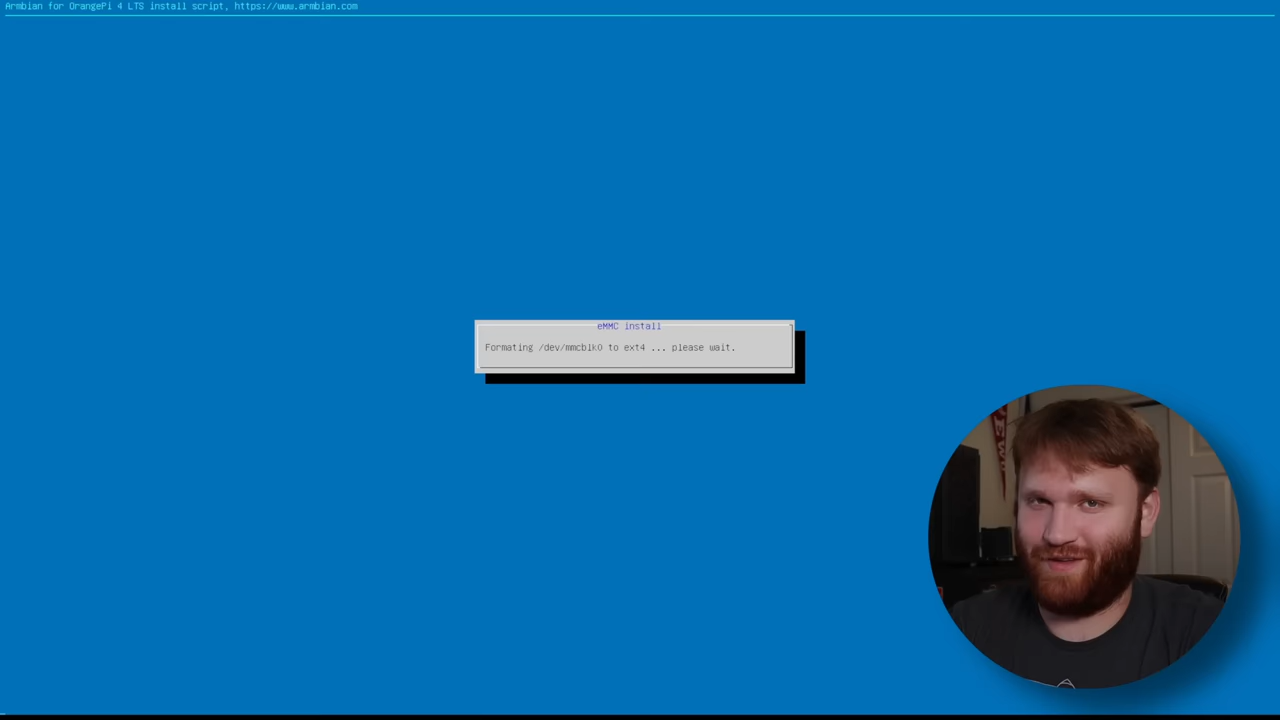 Armbian for OrangePi 4 LTS install script, https://www.armbian.com
eMMC install
Formating /dev/mmcblk0 to ext4 ... please wait.